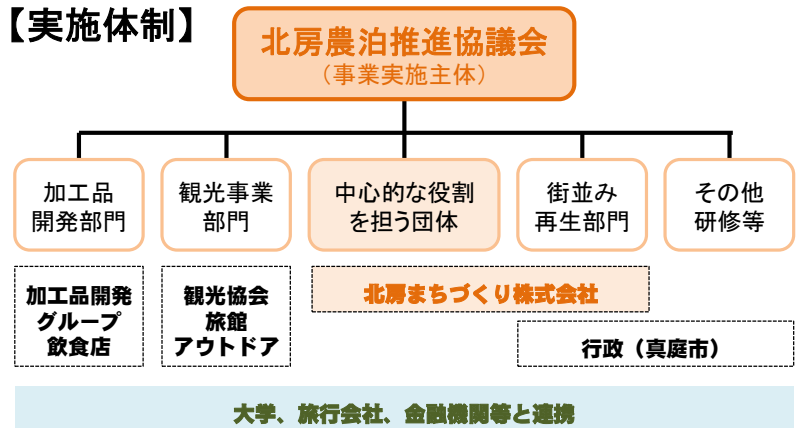 【実施体制】
北房農泊推進協議会
（事業実施主体）
加工品
開発部門
観光事業
部門
中心的な役割
を担う団体
街並み
再生部門
その他
研修等
加工品開発
グループ
飲食店
観光協会
旅館
アウトドア
北房まちづくり株式会社
行政（真庭市）
大学、旅行会社、金融機関等と連携